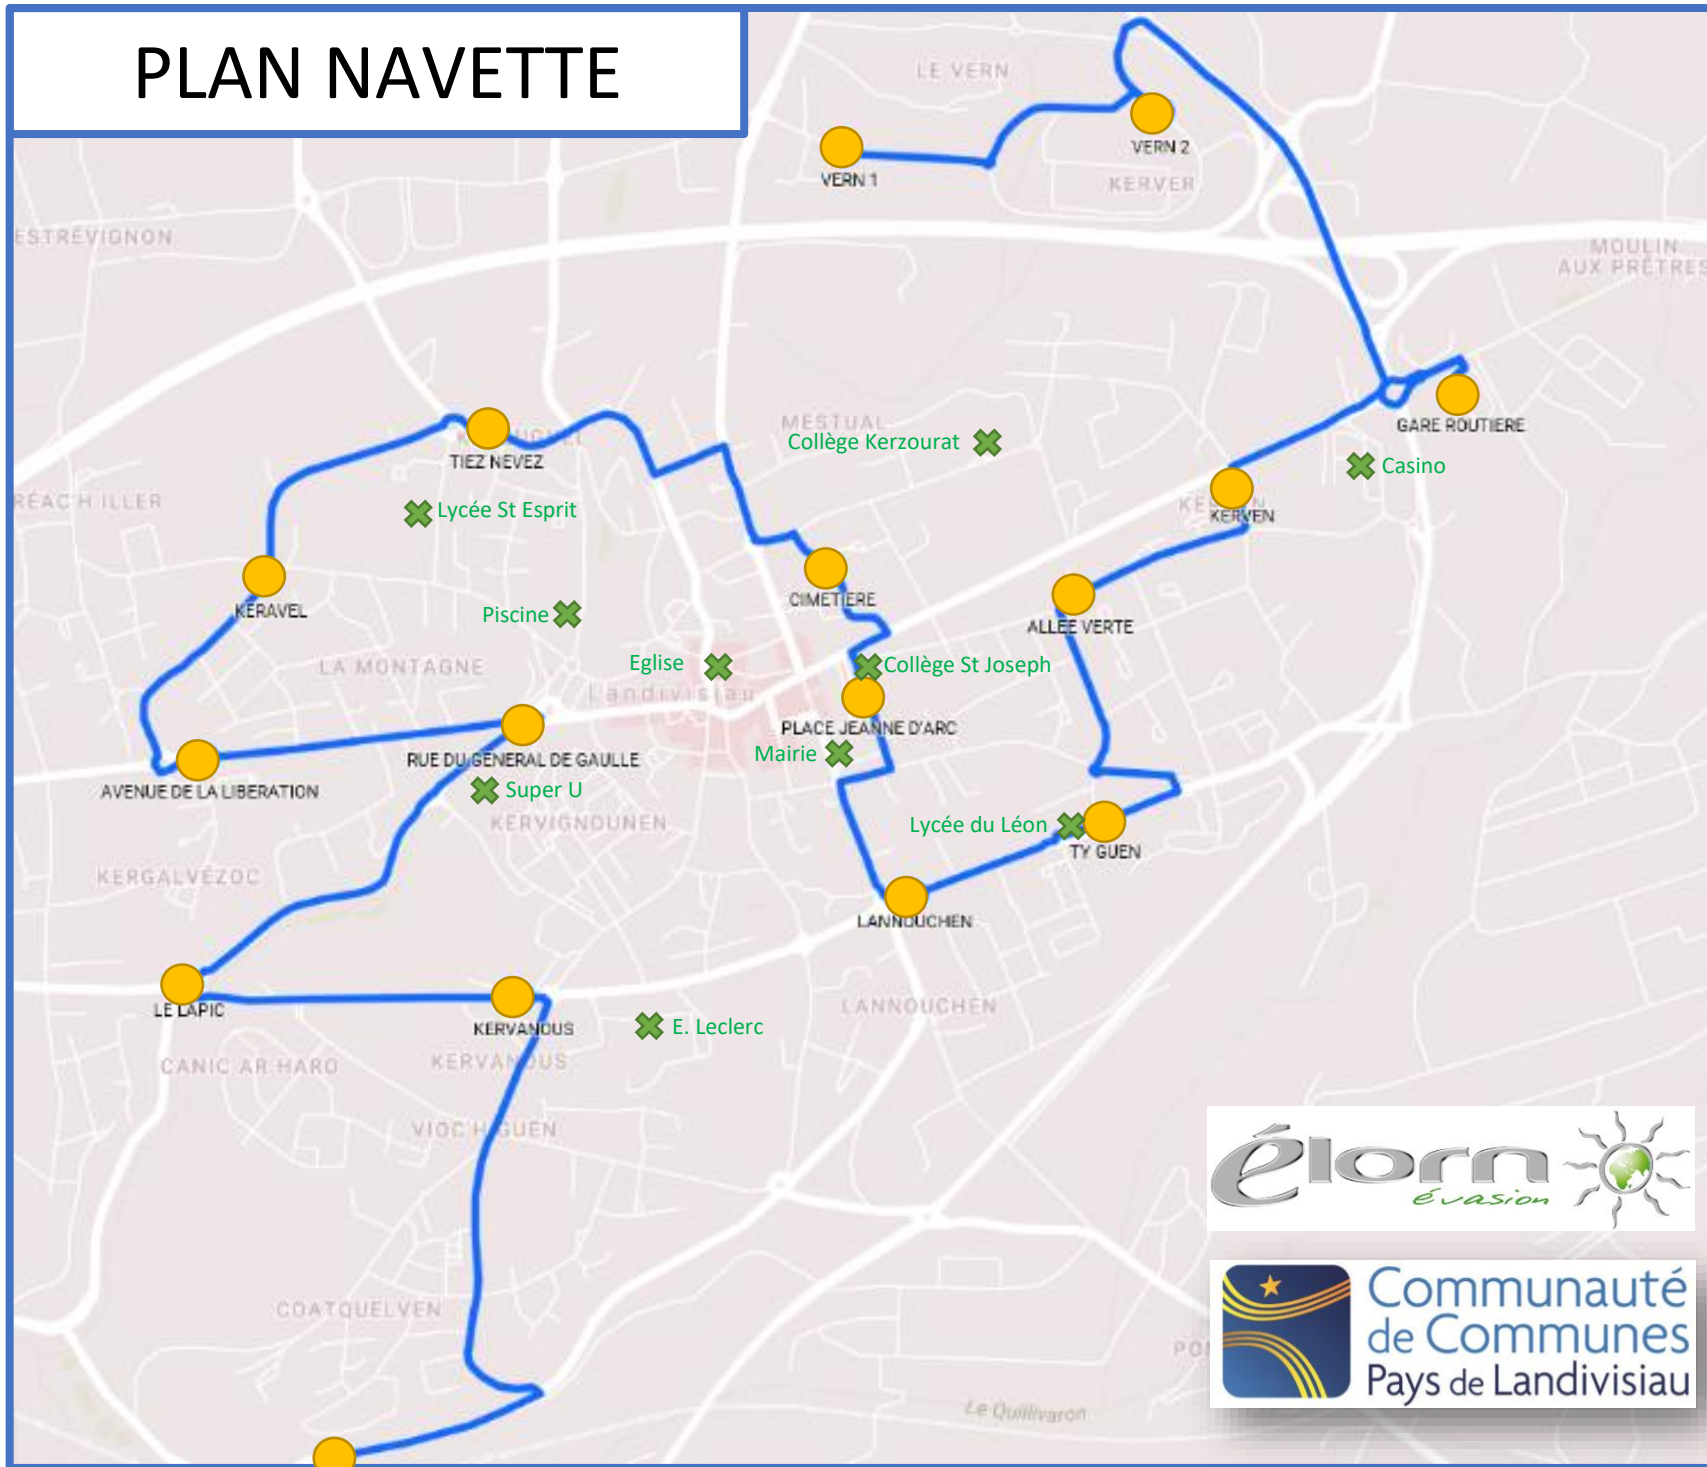 PLAN NAVETTE
LE VERN
VERN 2
VERN 1
KERVER
ESTREVIGNON
MOULIN
AUX PRÊTRES
MESTUAL
GARE ROUTIERE
Collège Kerzourat
Casino
TIEZ NEVEZ
RÉAC'H ILLER
Lycée St Esprit
KERVEN
KERAVEL
CIMETIERE
Piscine
ALLEE VERTE
LA MONTAGNE
Eglise
Collège St Joseph
Landivisiau
PLACE JEANNE D'ARC
RUE DU GENERAL DE GAULLE
Mairie
AVENUE DE LA LIBERATION
Super U
KERVIGNOUNEN
Lycée du Léon
TY GUEN
KERGALVÉZOC
LANNOUCHEN
LE LAPIC
LANNOUCHEN
KERVANOUS
E. Leclerc
CANIC AR HARO
KERVANOUS
VIOC'H GUEN
élorn
évasion
COATQUELVEN
Communauté
de Communes
Pays de Landivisiau
Le Quillivaron